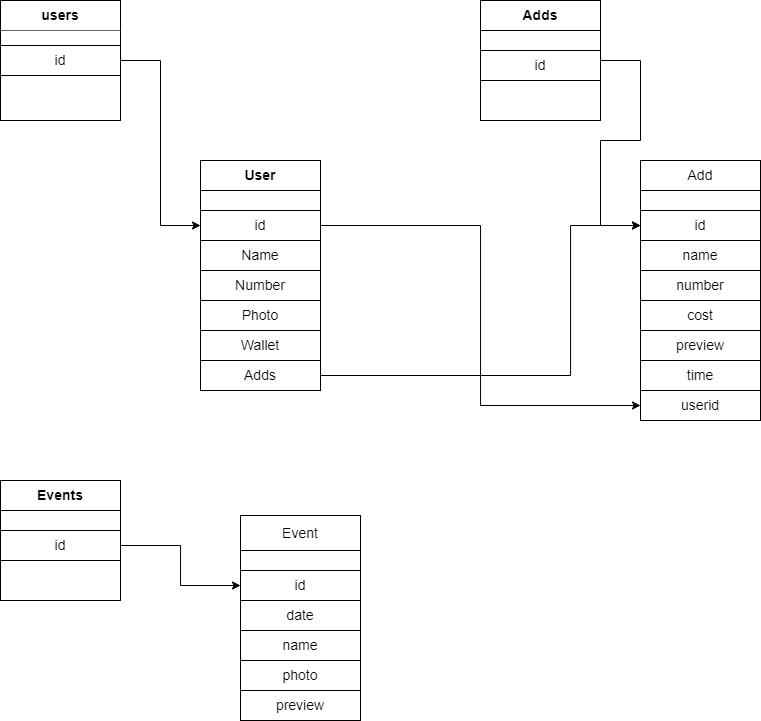 users
id
Adds
id
User
id
Name
Number
Photo
Wallet
Adds
Add
id
name
number
cost
preview
time
userid
Events
id
Event
id
date
name
photo
preview